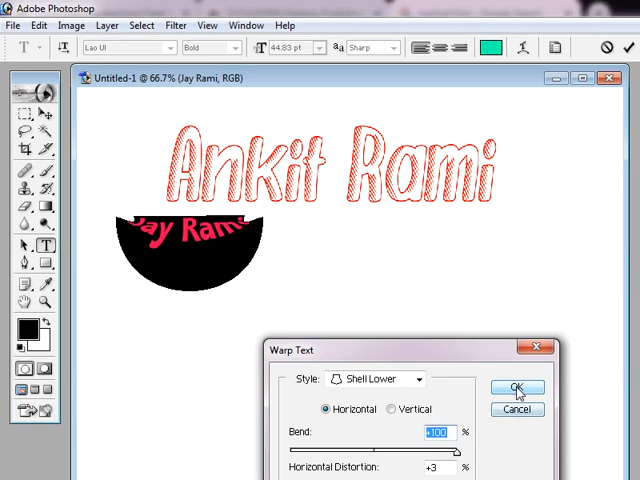 Adobe Photoshop
File Edit Image Layer Select Filter View Window Help
T T Lao UI Bold T 44.83 pt aa Sharp
Untitled-1 @ 66.7% (Jay Rami, RGB)
Ankit Rami
Jay Rami
T
Warp Text
Style: Shell Lower OK
Horizontal Vertical Cancel
Bend: +100 %
Horizontal Distortion: +3 %